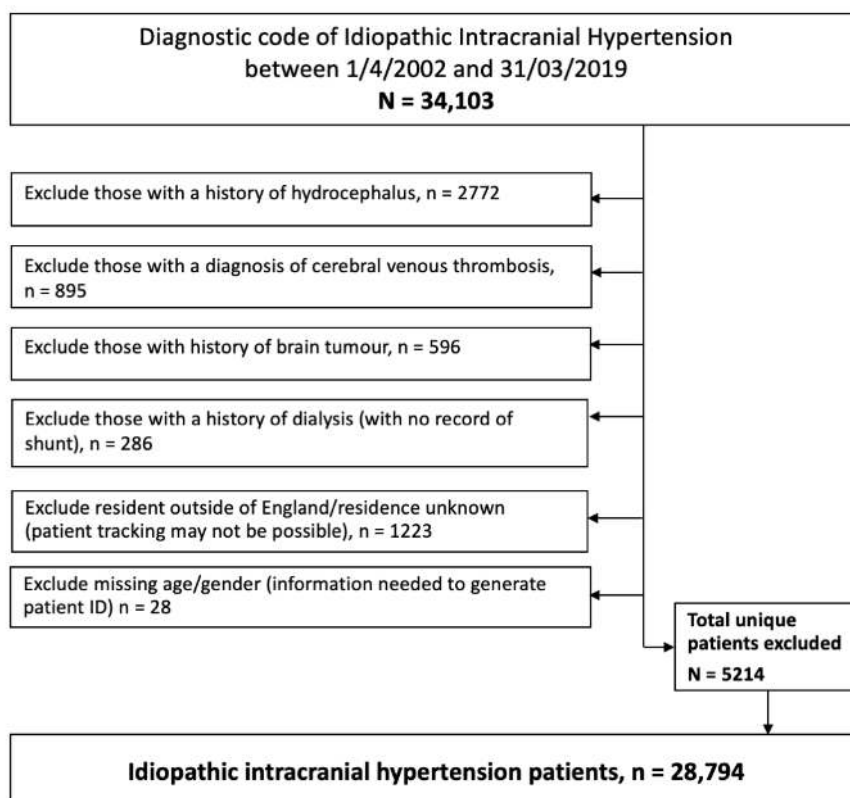 Diagnostic code of Idiopathic Intracranial Hypertension
between 1/4/2002 and 31/03/2019
N = 34,103
Exclude those with a history of hydrocephalus, n = 2772
Exclude those with a diagnosis of cerebral venous thrombosis,
n = 895
Exclude those with history of brain tumour, n = 596
Exclude those with a history of dialysis (with no record of
shunt), n = 286
Exclude resident outside of England/residence unknown
(patient tracking may not be possible), n = 1223
Exclude missing age/gender (information needed to generate
patient ID) n = 28
Total unique
patients excluded
N = 5214
Idiopathic intracranial hypertension patients, n = 28,794